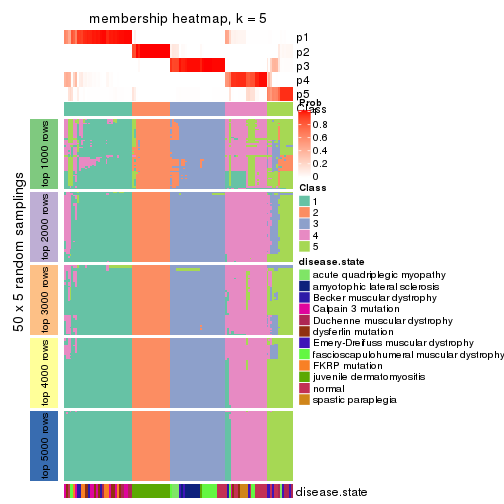 membership heatmap, k = 5
p1
p2
p3
p4
p5
Class
Prob
1
0.8
0.6
0.4
0.2
0
Class
1
2
3
4
5
disease.state
acute quadriplegic myopathy
amyotophic lateral sclerosis
Becker muscular dystrophy
Calpain 3 mutation
Duchenne muscular dystrophy
dysferlin mutation
Emery-Dreifuss muscular dystrophy
fascioscapulohumeral muscular dystrophy
FKRP mutation
juvenile dermatomyositis
normal
spastic paraplegia
50 x 5 random samplings
top 1000 rows
top 2000 rows
top 3000 rows
top 4000 rows
top 5000 rows
disease.state